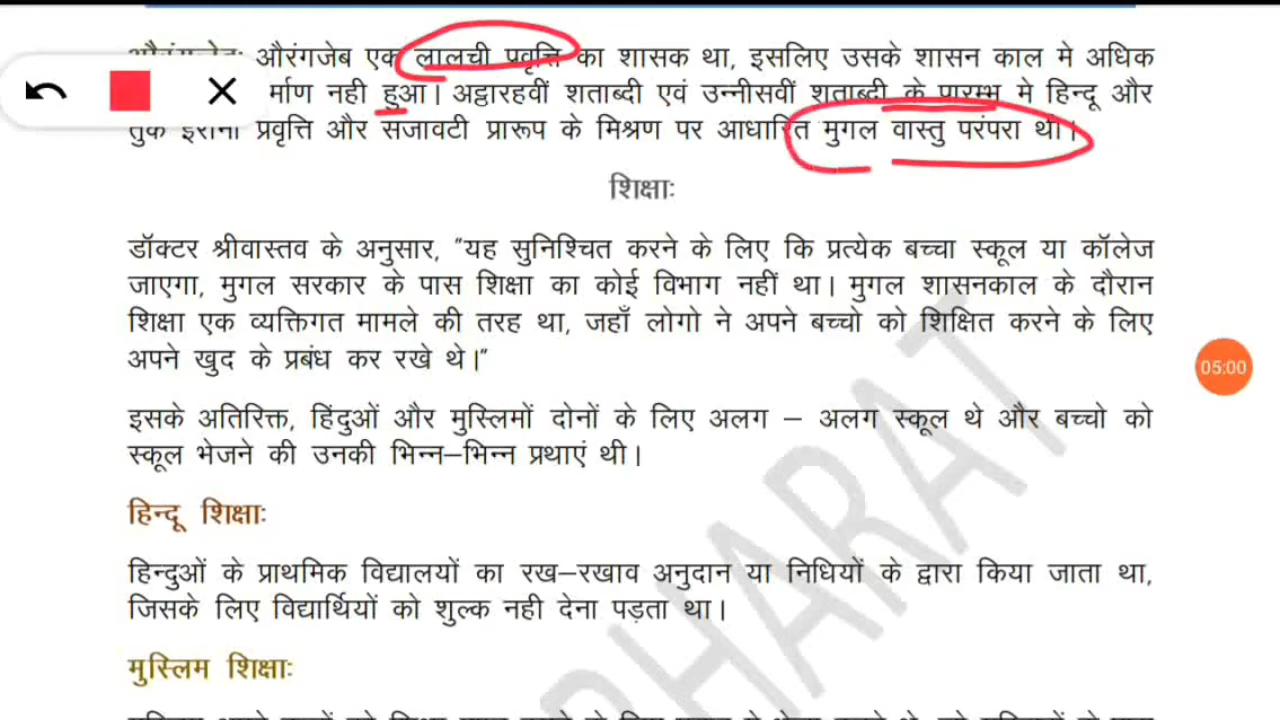 औरंगजेबः औरंगजेब एक लालची प्रवृत्ति का शासक था, इसलिए उसके शासन काल मे अधिक
र्माण नही हुआ। अट्ठारहवीं शताब्दी एवं उन्नीसवीं शताब्दी के प्रारम्भ मे हिन्दू और
तुर्क इरानी प्रवृत्ति और सजावटी प्रारूप के मिश्रण पर आधारित मुगल वास्तु परंपरा थी।
शिक्षाः
डॉक्टर श्रीवास्तव के अनुसार, "यह सुनिश्चित करने के लिए कि प्रत्येक बच्चा स्कूल या कॉलेज
जाएगा, मुगल सरकार के पास शिक्षा का कोई विभाग नहीं था। मुगल शासनकाल के दौरान
शिक्षा एक व्यक्तिगत मामले की तरह था, जहाँ लोगो ने अपने बच्चो को शिक्षित करने के लिए
अपने खुद के प्रबंध कर रखे थे।"
05:00
इसके अतिरिक्त, हिंदुओं और मुस्लिमों दोनों के लिए अलग – अलग स्कूल थे और बच्चो को
स्कूल भेजने की उनकी भिन्न–भिन्न प्रथाएं थी।
हिन्दू शिक्षाः
हिन्दुओं के प्राथमिक विद्यालयों का रख–रखाव अनुदान या निधियों के द्वारा किया जाता था,
जिसके लिए विद्यार्थियों को शुल्क नही देना पड़ता था।
मुस्लिम शिक्षाः
BHARAT